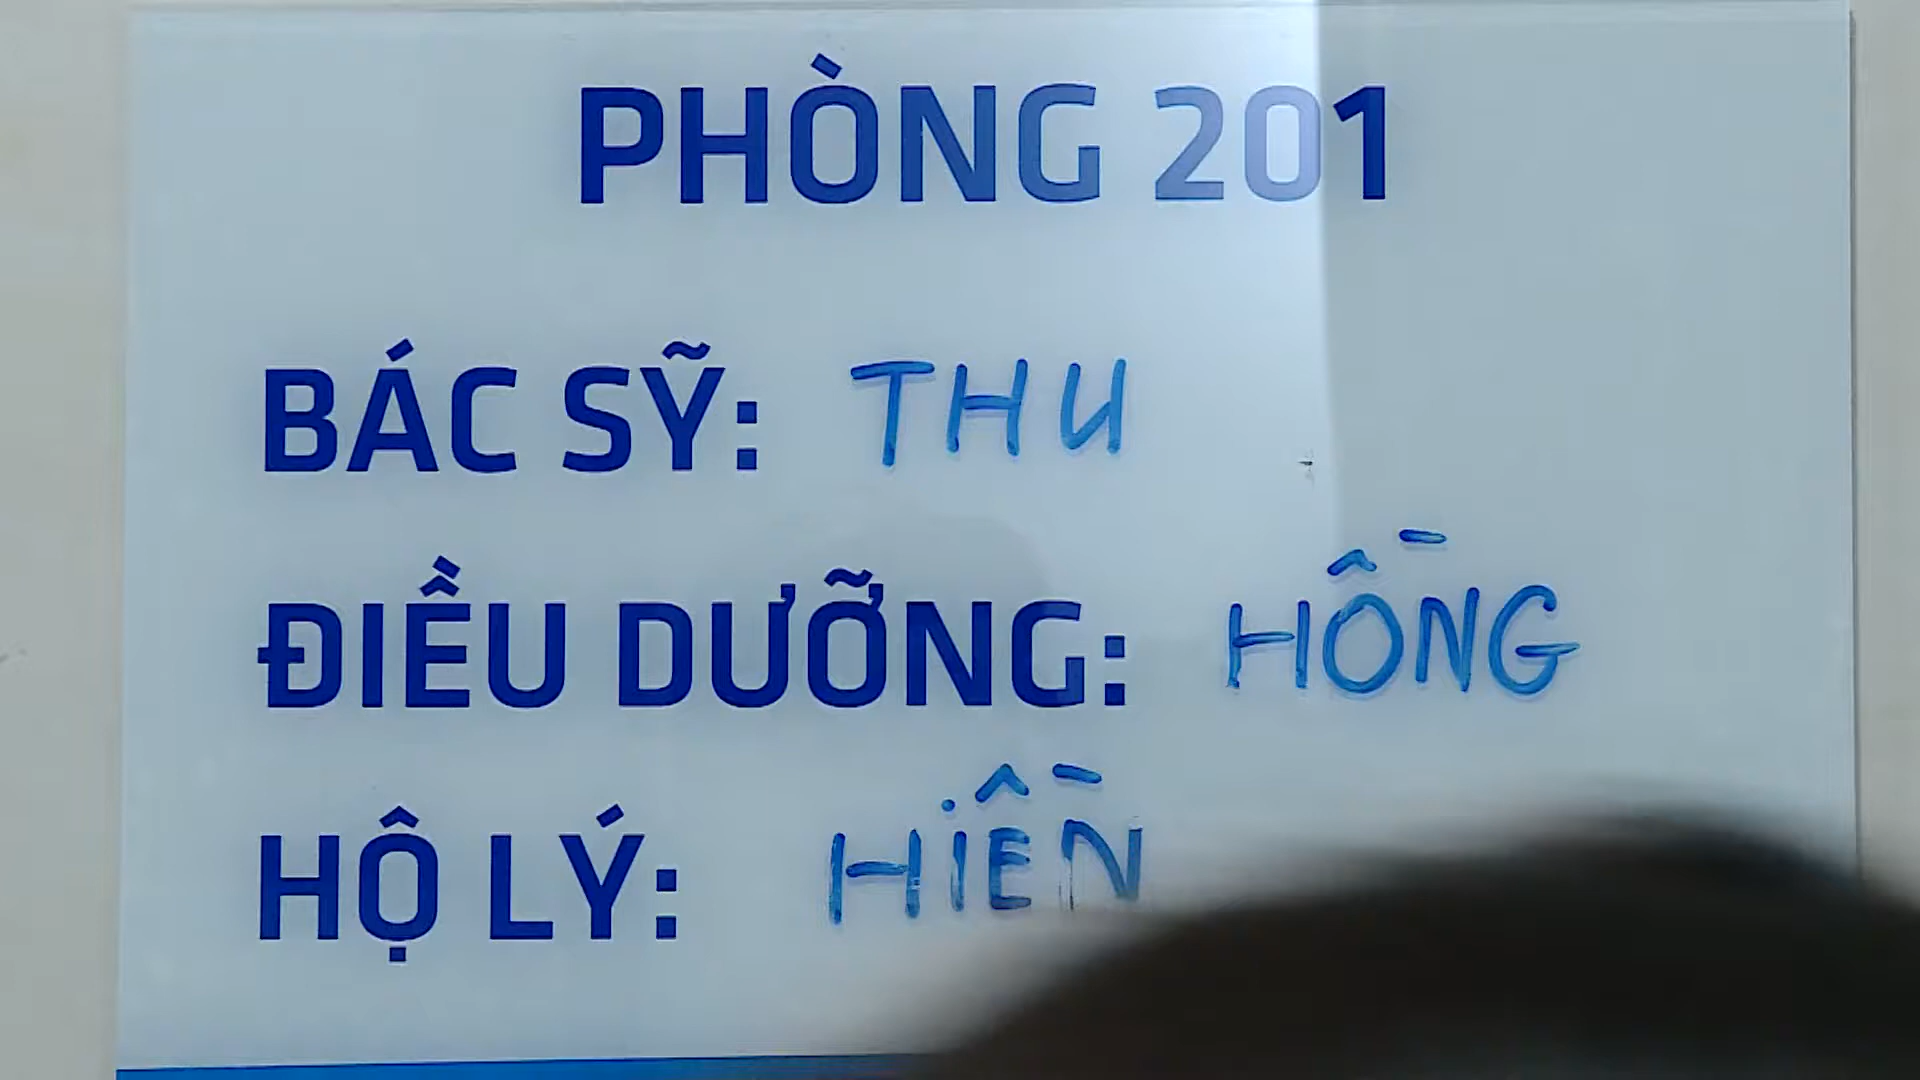 PHÒNG 201
BÁC SỸ: THU
ĐIỀU DƯỠNG: HỒNG
HỘ LÝ: HiỀN